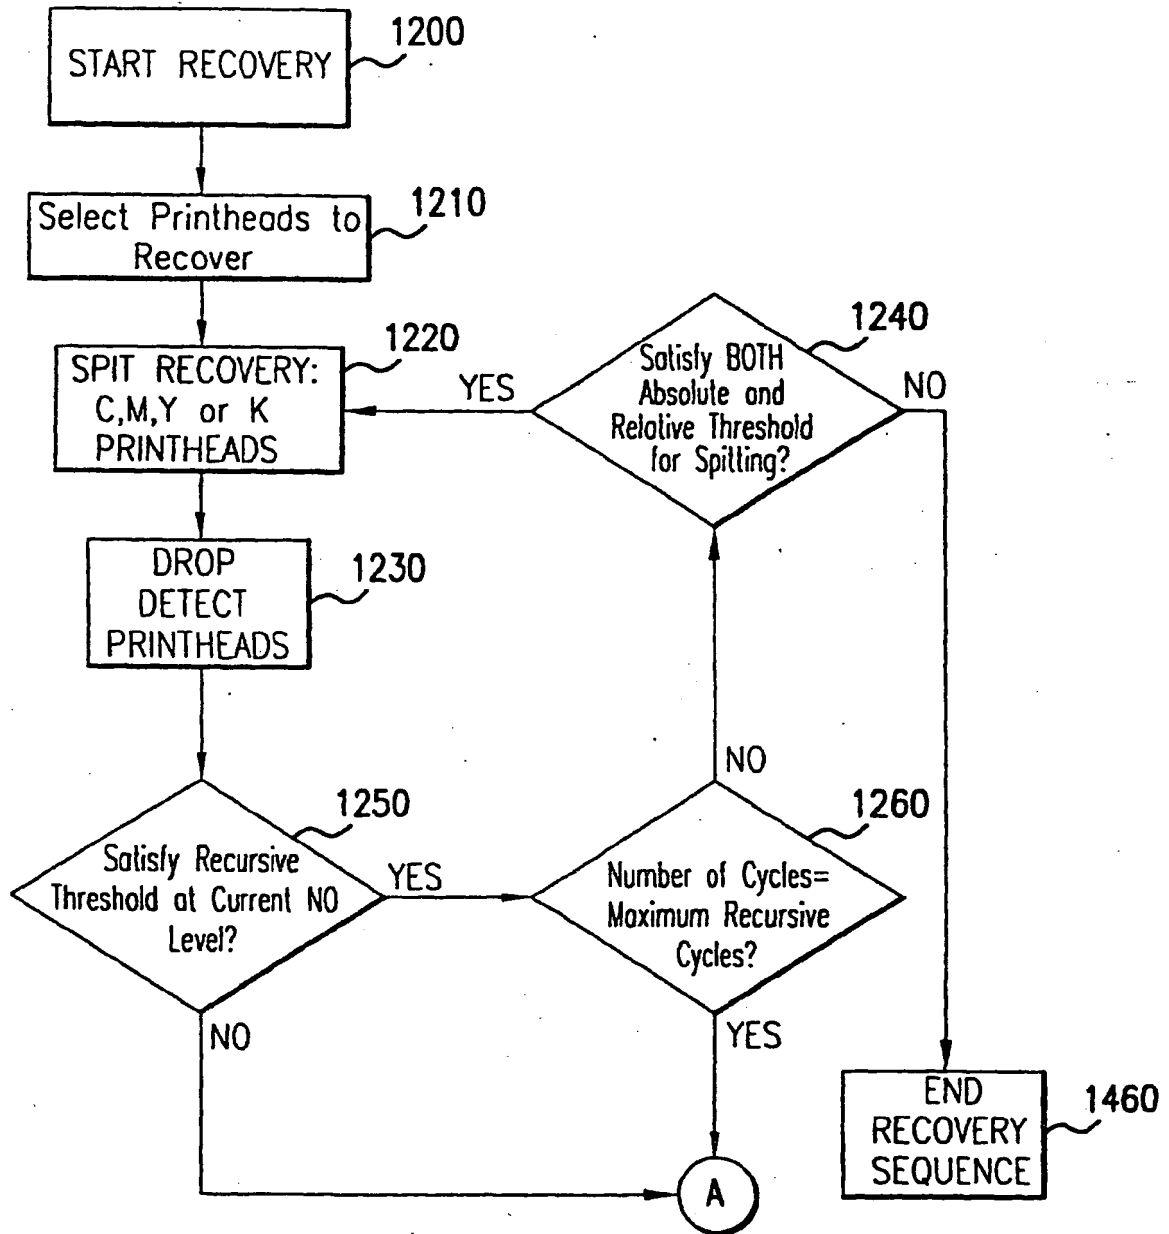 START RECOVERY
1200
Select Printheads to
Recover
1210
SPIT RECOVERY:
C,M,Y or K
PRINTHEADS
1220
YES
Satisfy BOTH
Absolute and
Relative Threshold
for Spitting?
1240
NO
DROP
DETECT
PRINTHEADS
1230
Satisfy Recursive
Threshold at Current NO
Level?
1250
YES
NO
Number of Cycles=
Maximum Recursive
Cycles?
1260
NO
YES
END
RECOVERY
SEQUENCE
1460
A